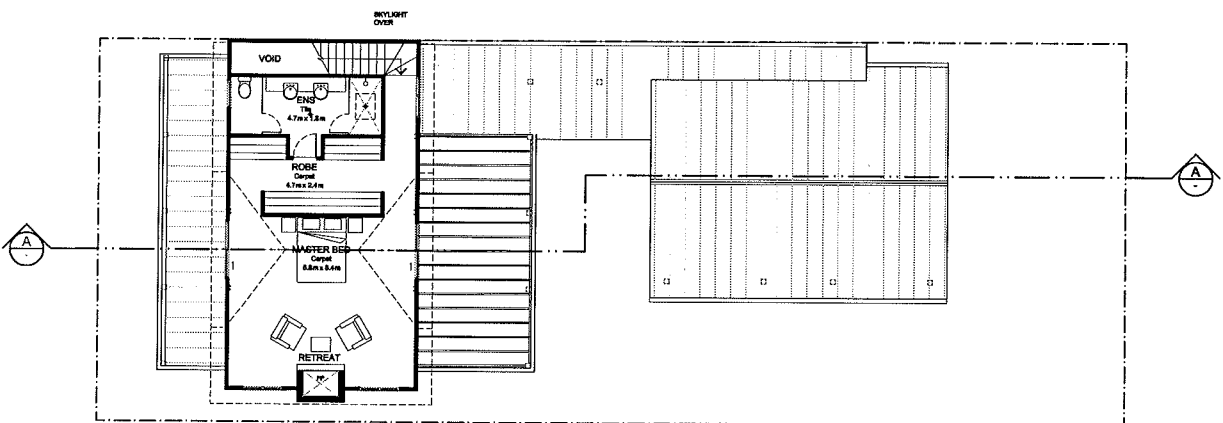 SKYLIGHT
OVER
VOID
ENS
Tile
4.7m x 1.8m
ROBE
Carpet
4.7m x 2.4m
A
-
A
-
MASTER BED
Carpet
RETREAT
FP